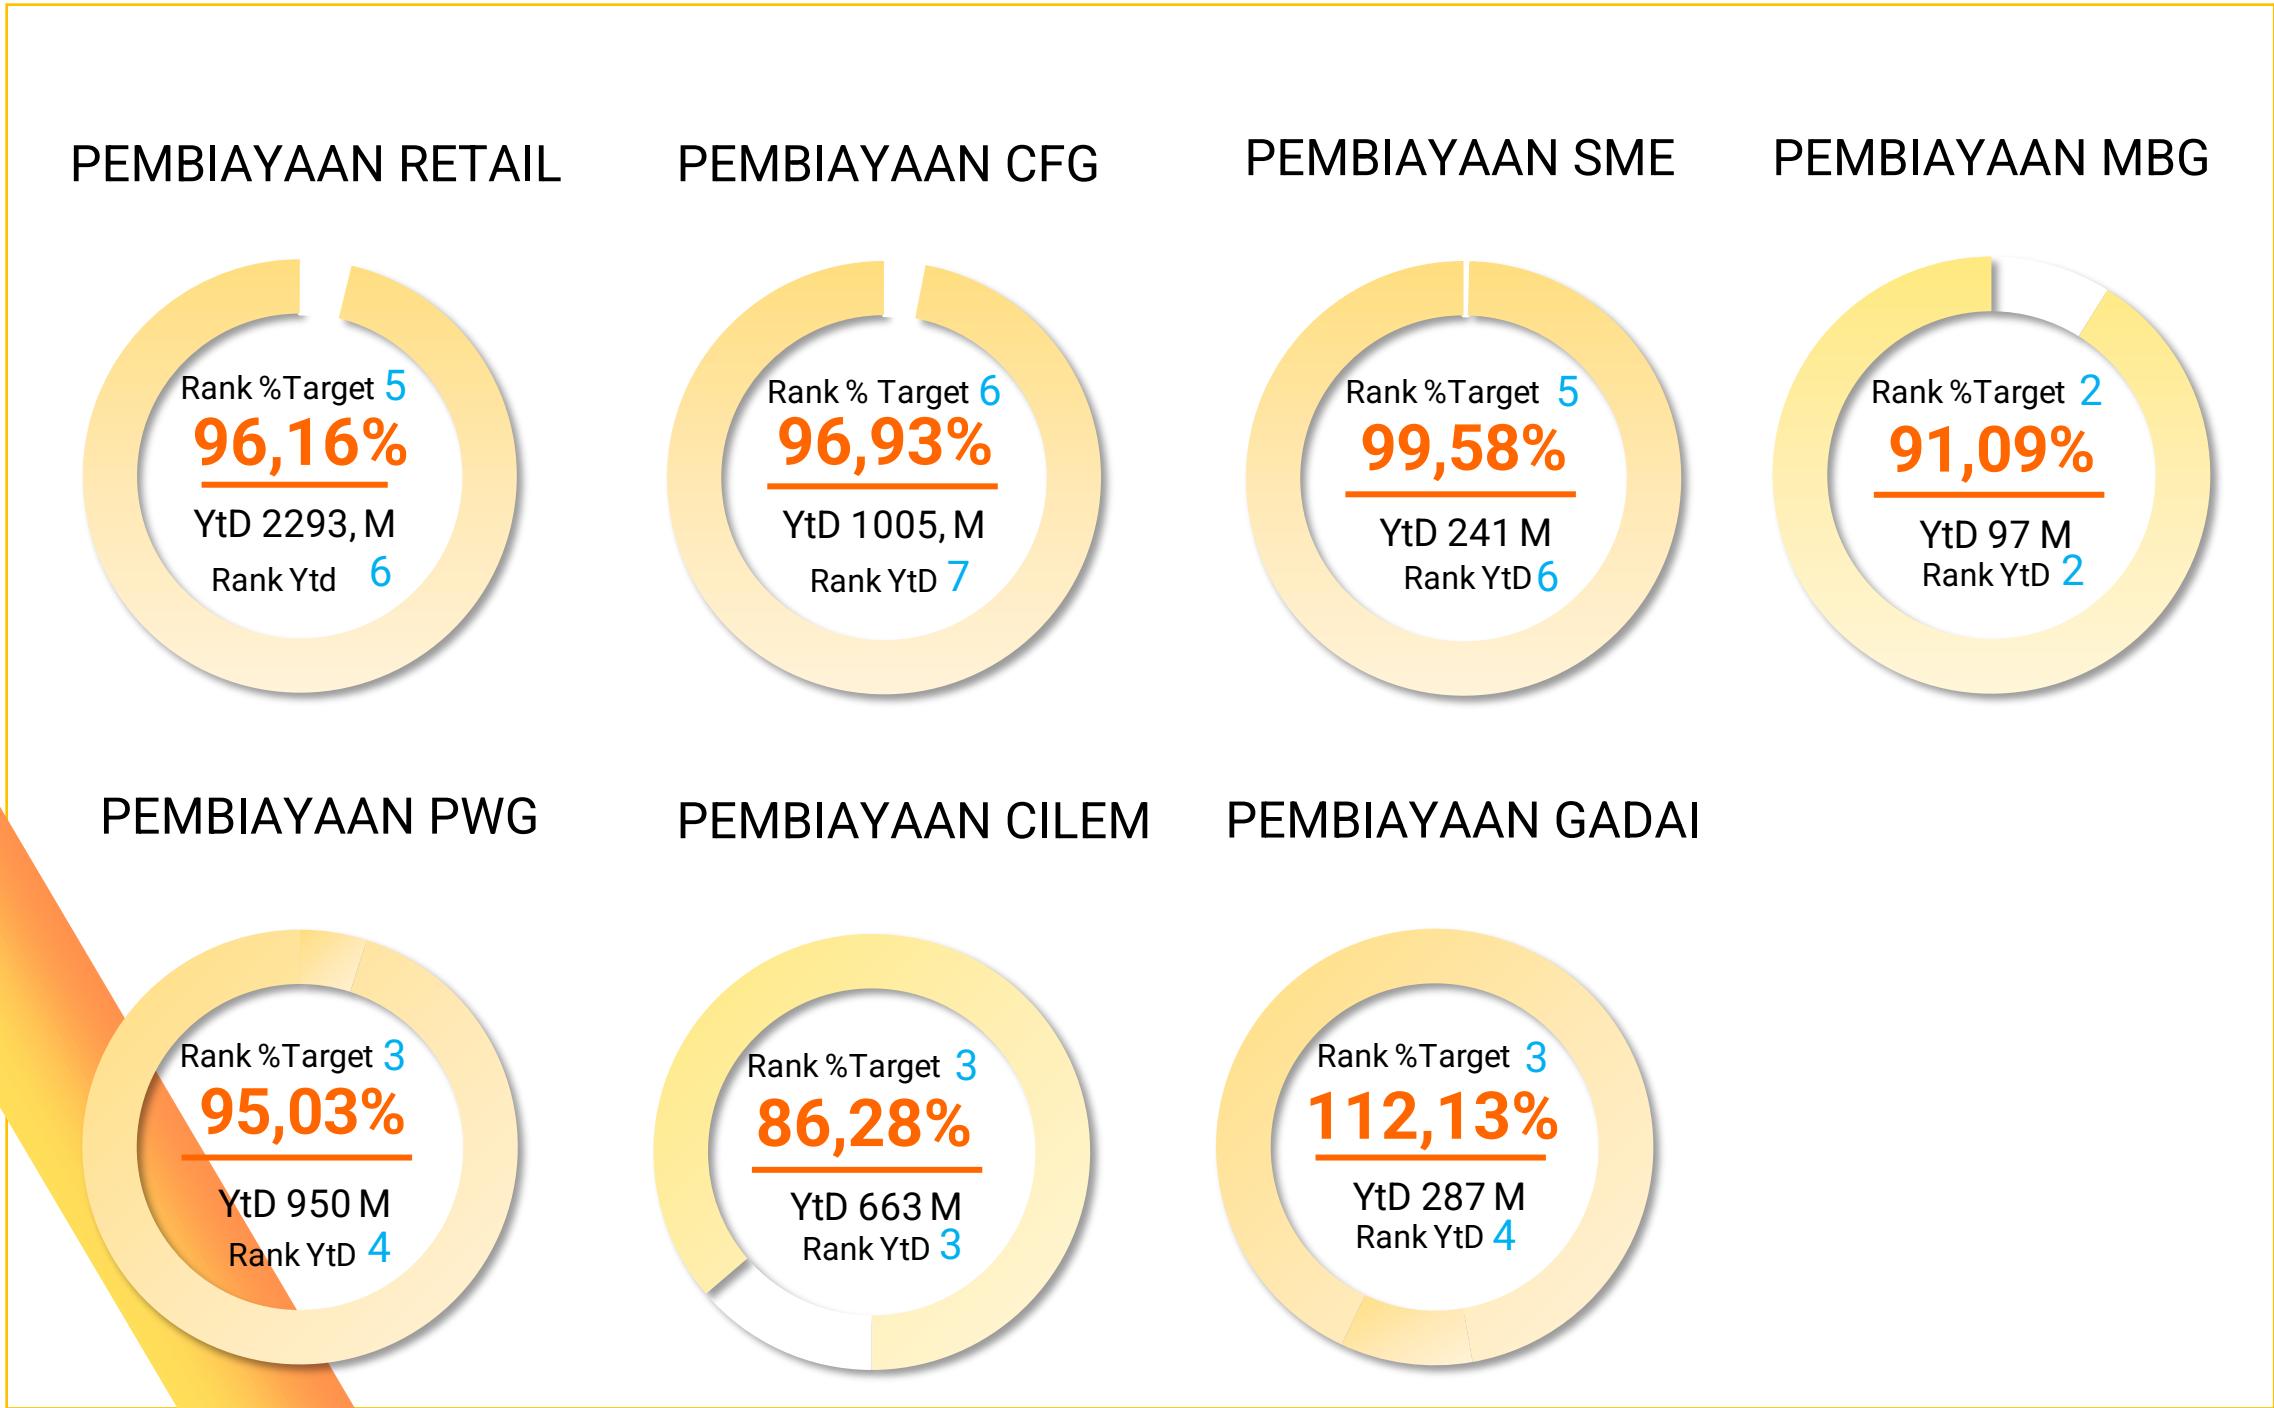 PEMBIAYAAN RETAIL
Rank %Target 5
96,16%
YtD 2293, M
Rank Ytd 6
PEMBIAYAAN CFG
Rank % Target 6
96,93%
YtD 1005, M
Rank YtD 7
PEMBIAYAAN SME
Rank %Target 5
99,58%
YtD 241 M
Rank YtD 6
PEMBIAYAAN MBG
Rank %Target 2
91,09%
YtD 97 M
Rank YtD 2
PEMBIAYAAN PWG
Rank %Target 3
95,03%
YtD 950 M
Rank YtD 4
PEMBIAYAAN CILEM
Rank %Target 3
86,28%
YtD 663 M
Rank YtD 3
PEMBIAYAAN GADAI
Rank %Target 3
112,13%
YtD 287 M
Rank YtD 4